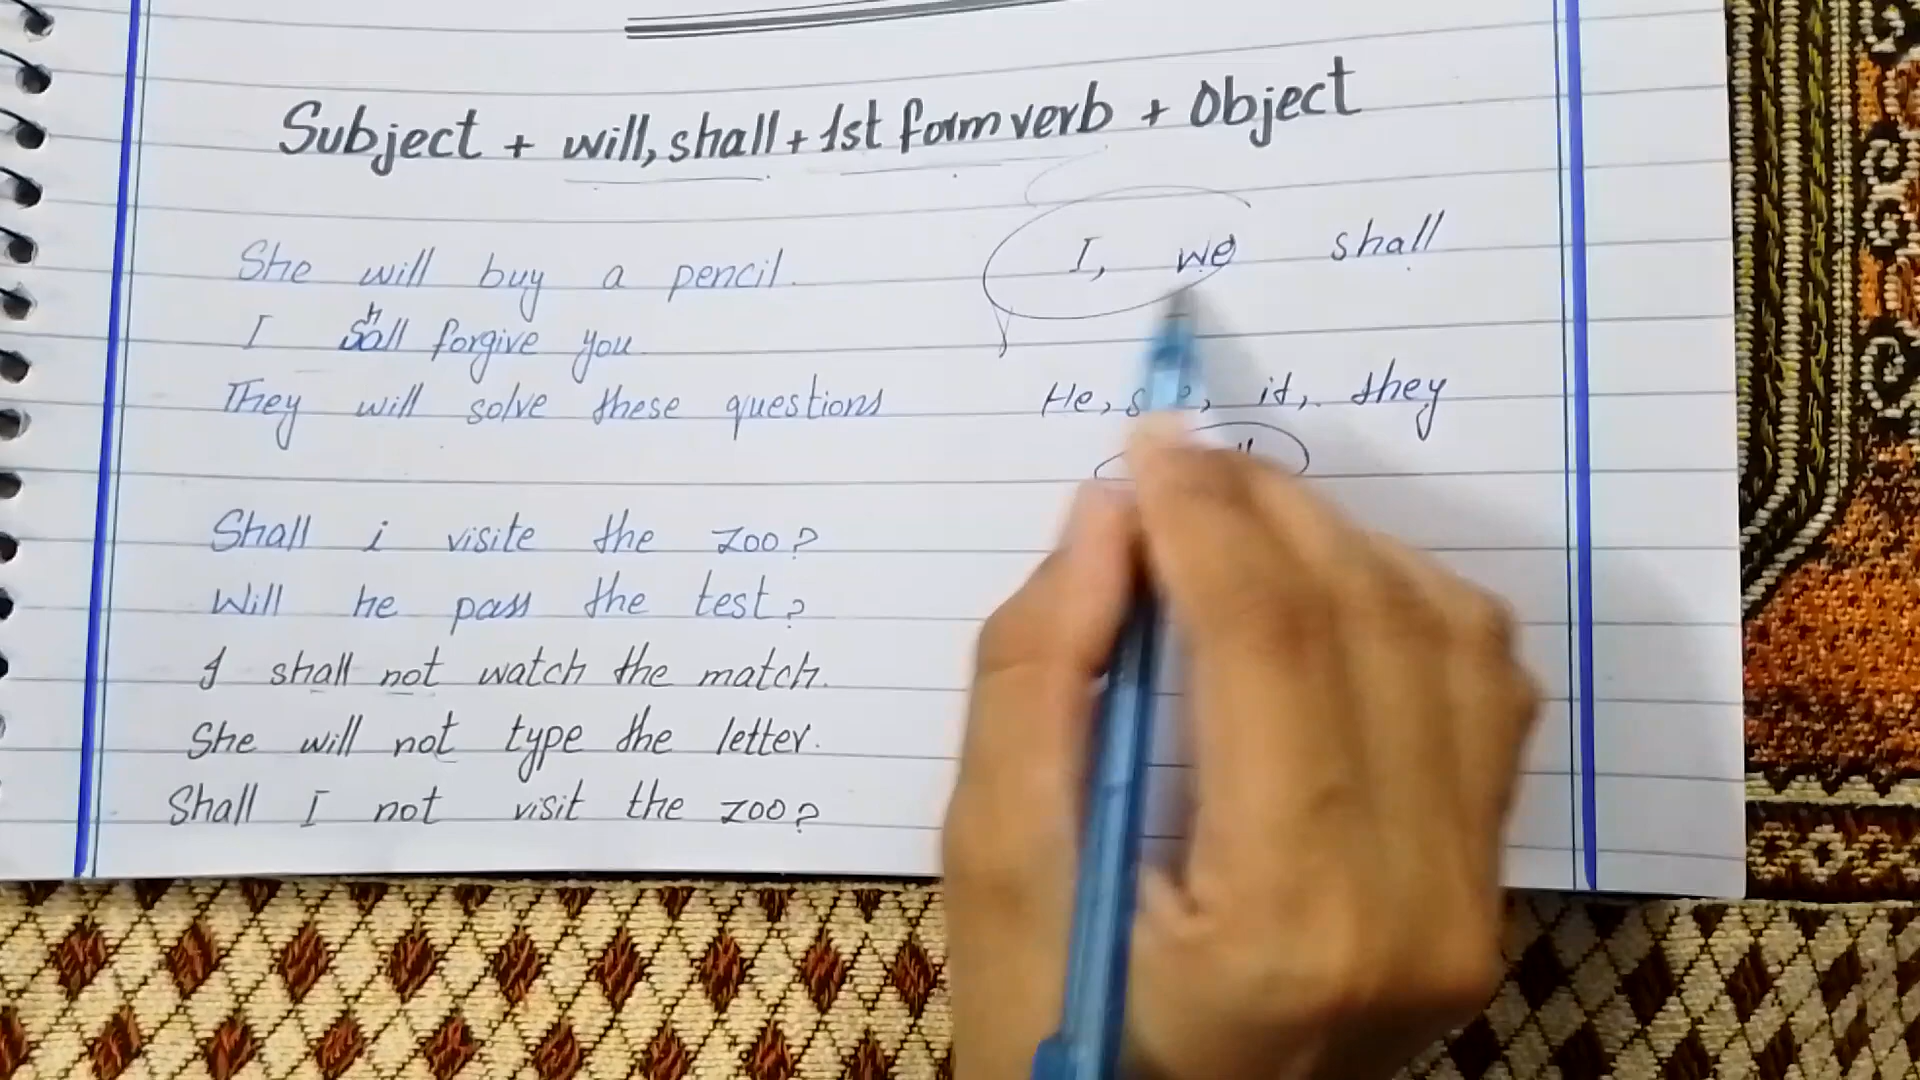 Subject + will, shall + 1st form verb + Object
She will buy a pencil.
I shall forgive you
They will solve these questions
I, we shall
He, it, they
Shall i visite the zoo?
Will he pass the test?
I shall not watch the match.
She will not type the letter.
Shall I not visit the zoo?